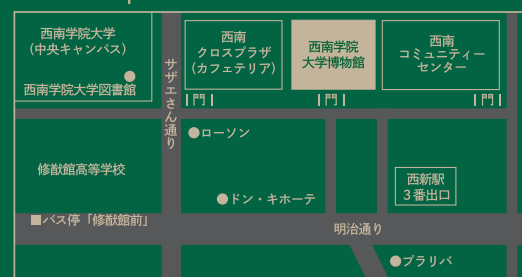 西南学院大学
(中央キャンパス)
西南学院大学図書館
サザエさん通り
西南
クロスプラザ
(カフェテリア)
西南学院
大学博物館
西南
コミュニティー
センター
門
門
門
ローソン
修猷館高等学校
ドン・キホーテ
西新駅
3番出口
バス停「修猷館前」
明治通り
プラリバ